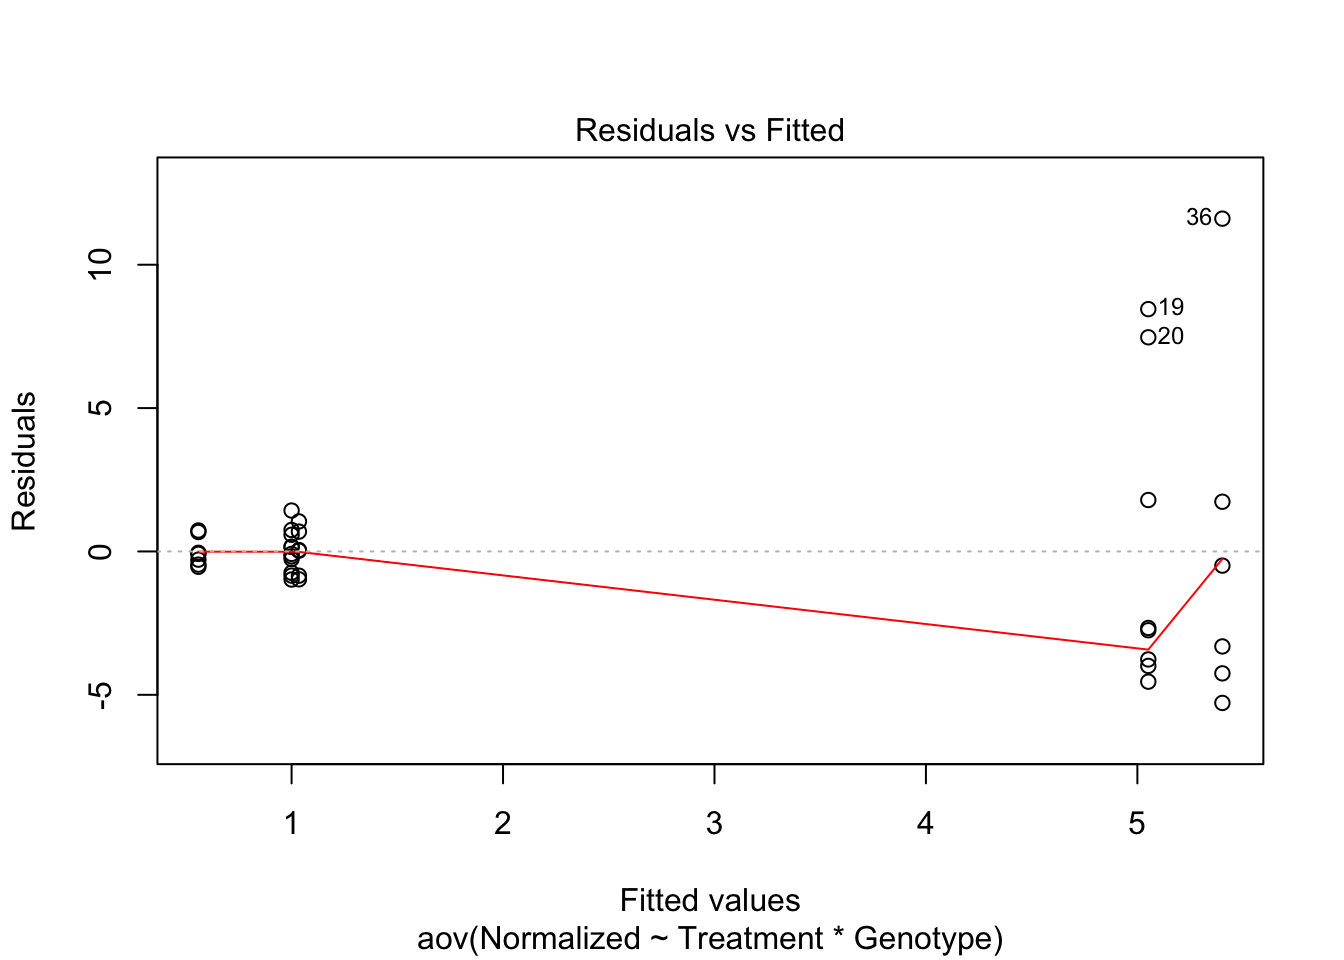 Residuals vs Fitted
Residuals
10
5
0
-5
36
19
20
1 2 3 4 5
Fitted values
aov(Normalized ~ Treatment * Genotype)